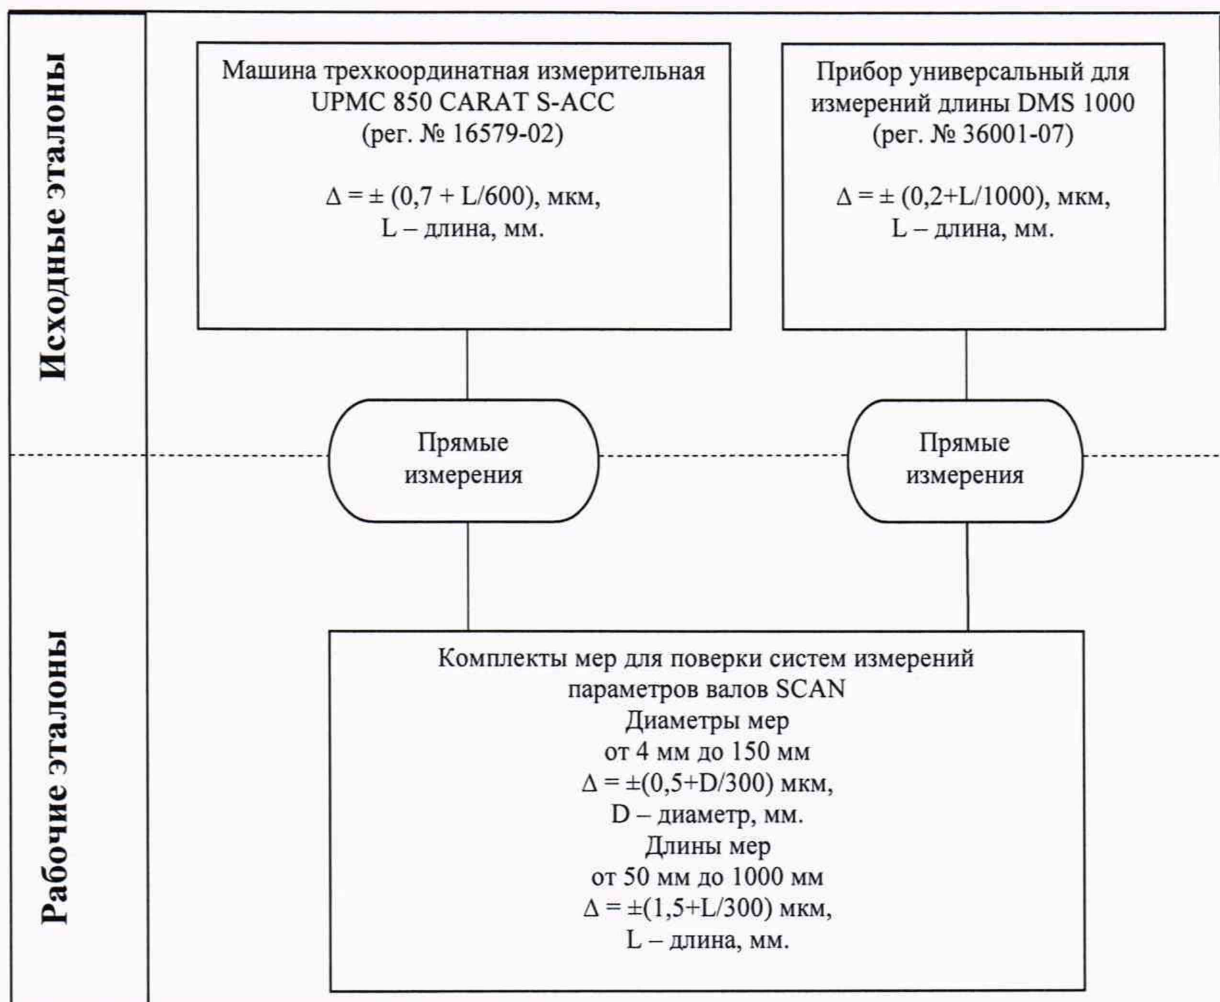 Исходные эталоны
Машина трехкоординатная измерительная
UPMC 850 CARAT S-ACC
(рег. № 16579-02)
Δ = ± (0,7 + L/600), мкм,
L – длина, мм.
Прибор универсальный для
измерений длины DMS 1000
(рег. № 36001-07)
Δ = ± (0,2+L/1000), мкм,
L – длина, мм.
Прямые
измерения
Прямые
измерения
Рабочие эталоны
Комплекты мер для поверки систем измерений
параметров валов SCAN
Диаметры мер
от 4 мм до 150 мм
Δ = ±(0,5+D/300) мкм,
D – диаметр, мм.
Длины мер
от 50 мм до 1000 мм
Δ = ±(1,5+L/300) мкм,
L – длина, мм.